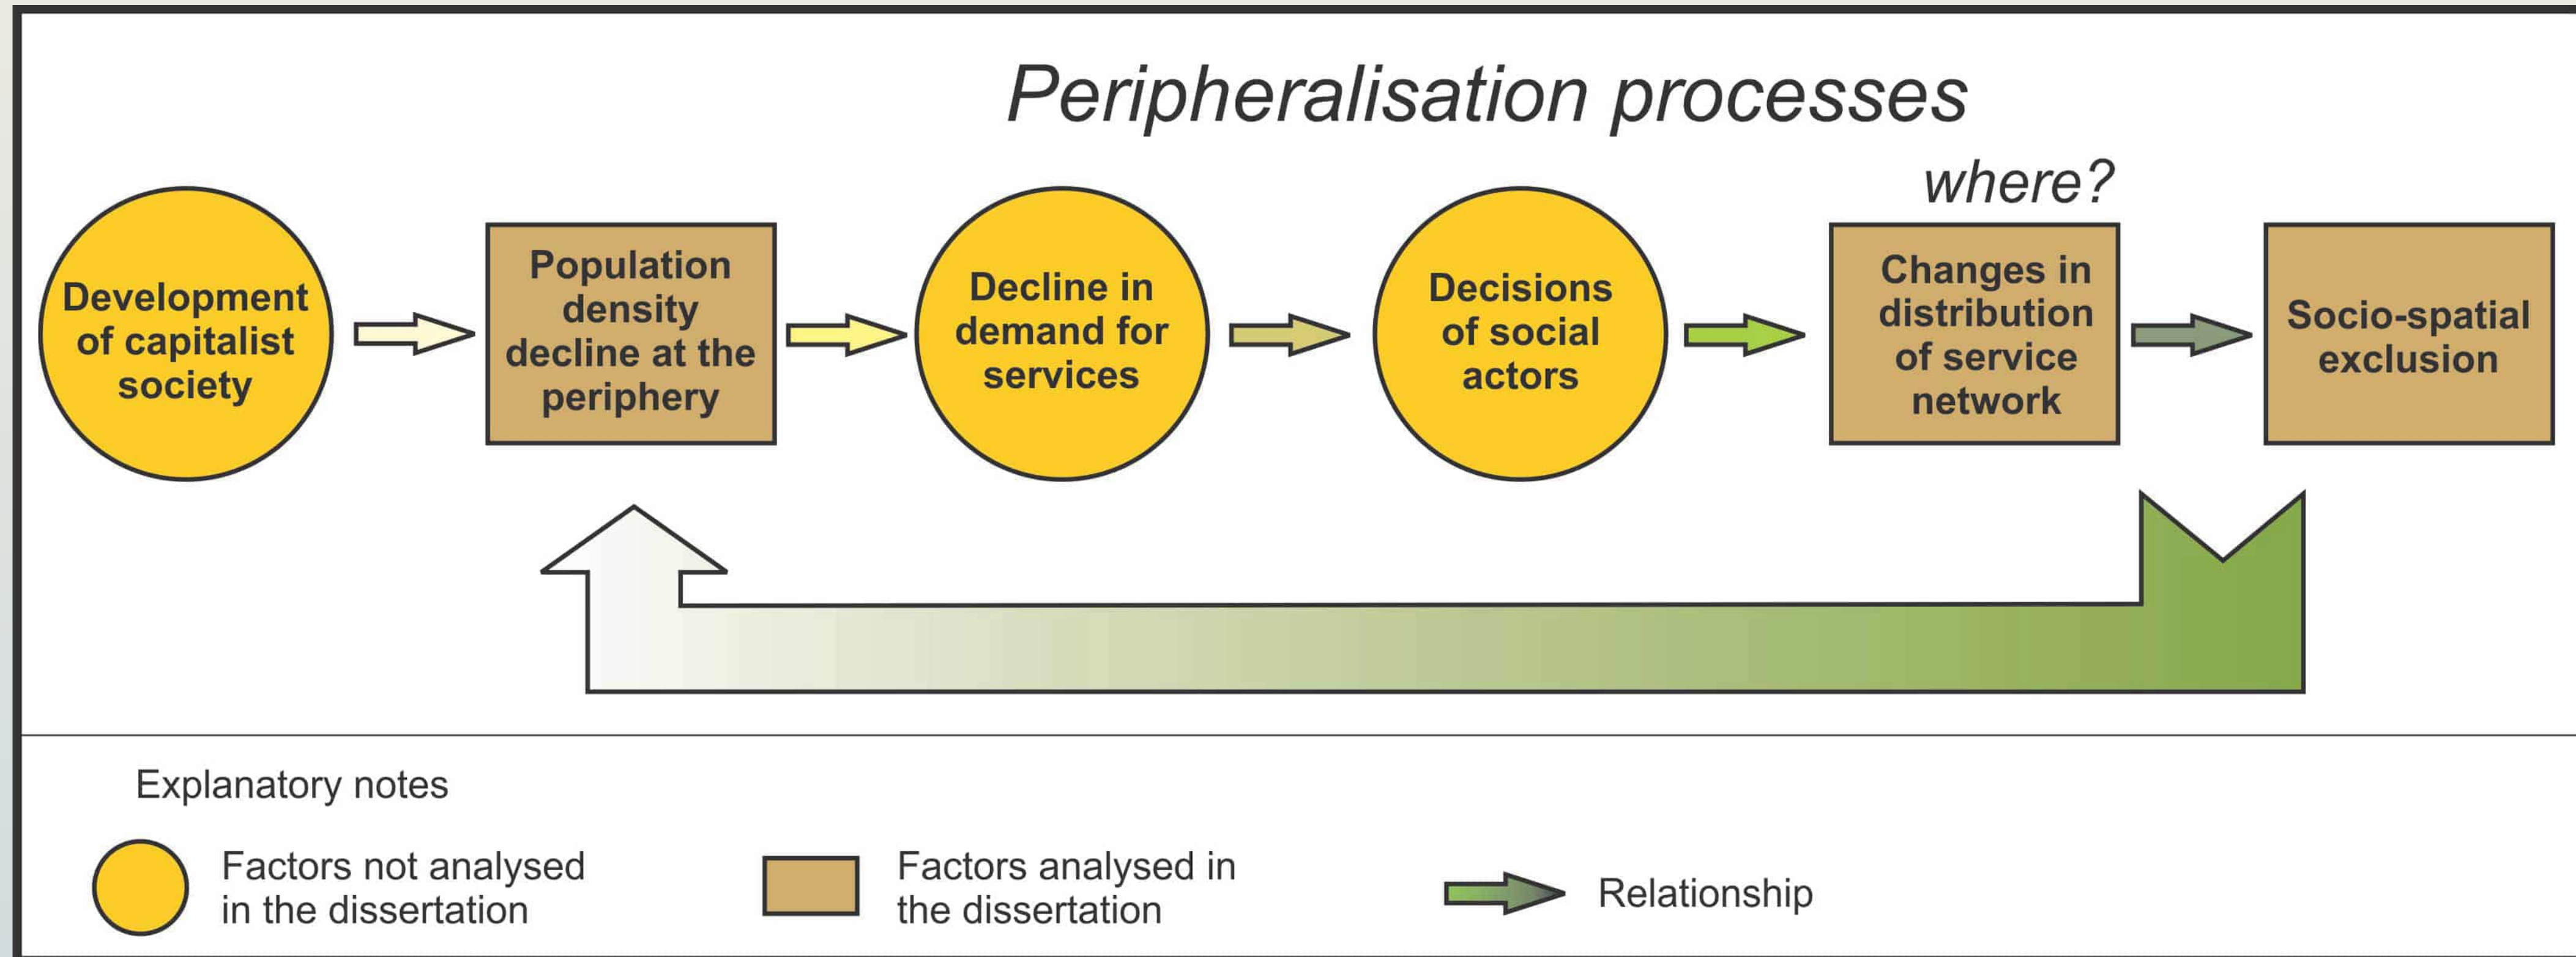 Peripheralisation processes
where?
Development
of capitalist
society
Population
density
decline at the
periphery
Decline in
demand for
services
Decisions
of social
actors
Changes in
distribution
of service
network
Socio-spatial
exclusion
Explanatory notes
Factors not analysed
in the dissertation
Factors analysed in
the dissertation
Relationship